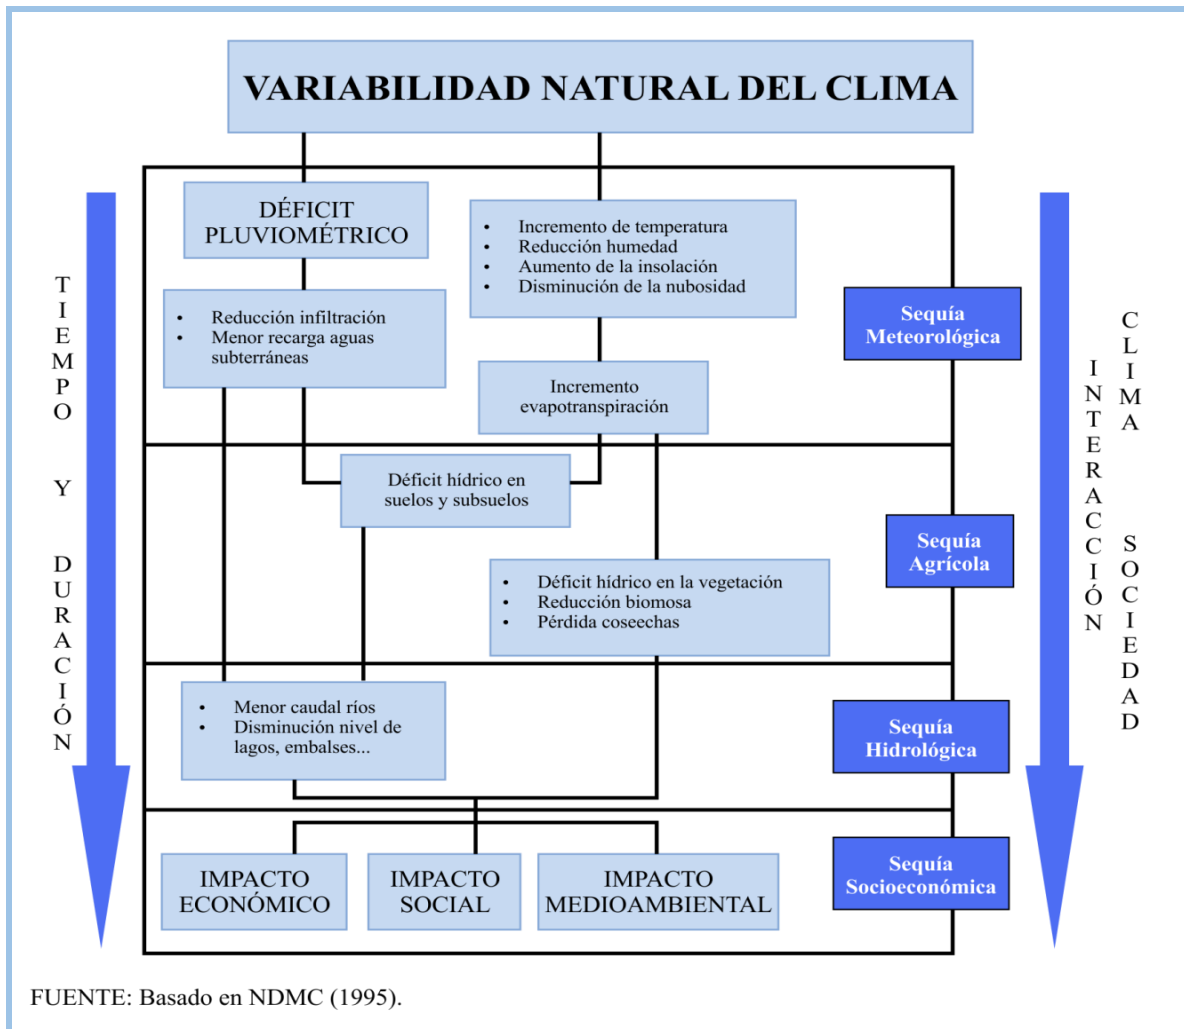 VARIABILIDAD NATURAL DEL CLIMA
DÉFICIT
PLUVIOMÉTRICO
• Incremento de temperatura
• Reducción humedad
• Aumento de la insolación
• Disminución de la nubosidad
• Reducción infiltración
• Menor recarga aguas
subterráneas
Sequía
Meteorológica
Incremento
evapotranspiración
Déficit hídrico en
suelos y subsuelos
Sequía
Agrícola
• Déficit hídrico en la vegetación
• Reducción biomosa
• Pérdida coseechas
• Menor caudal ríos
• Disminución nivel de
lagos, embalses...
Sequía
Hidrológica
IMPACTO
ECONÓMICO
IMPACTO
SOCIAL
IMPACTO
MEDIOAMBIENTAL
Sequía
Socioeconómica
TIEMPO Y DURACIÓN
INTERACCIÓN
CLIMA SOCIEDAD
FUENTE: Basado en NDMC (1995).